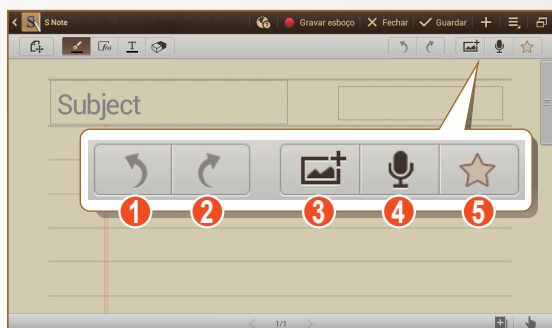 S Note Gravar esboço Fechar Guardar
f(x) T
Subject
1 2 3 4 5
1/1